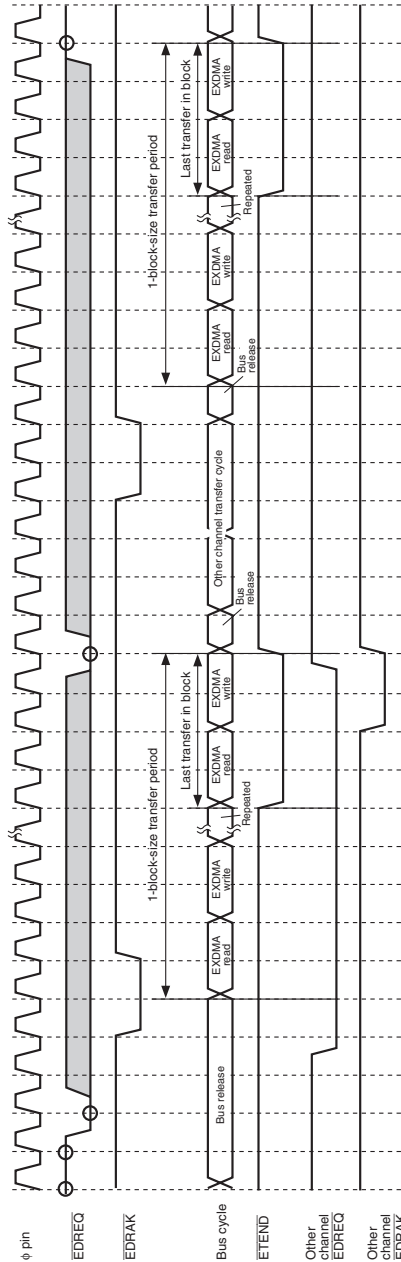 φ pin
EDREQ
EDRAK
1-block-size transfer period
1-block-size transfer period
Last transfer in block
Last transfer in block
Bus cycle
Bus release
EXDMA
read
EXDMA
write
Repeated
EXDMA
read
EXDMA
write
Bus
release
Other channel transfer cycle
Bus
release
EXDMA
read
EXDMA
write
Repeated
EXDMA
read
EXDMA
write
ETEND
Other
channel
EDREQ
Other
channel
EDRAK